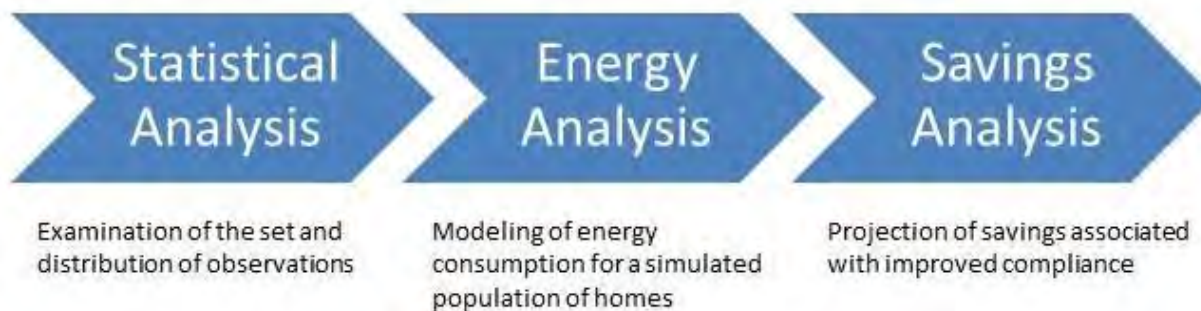 Statistical
Analysis
Energy
Analysis
Savings
Analysis
Examination of the set and
distribution of observations
Modeling of energy
consumption for a simulated
population of homes
Projection of savings associated
with improved compliance